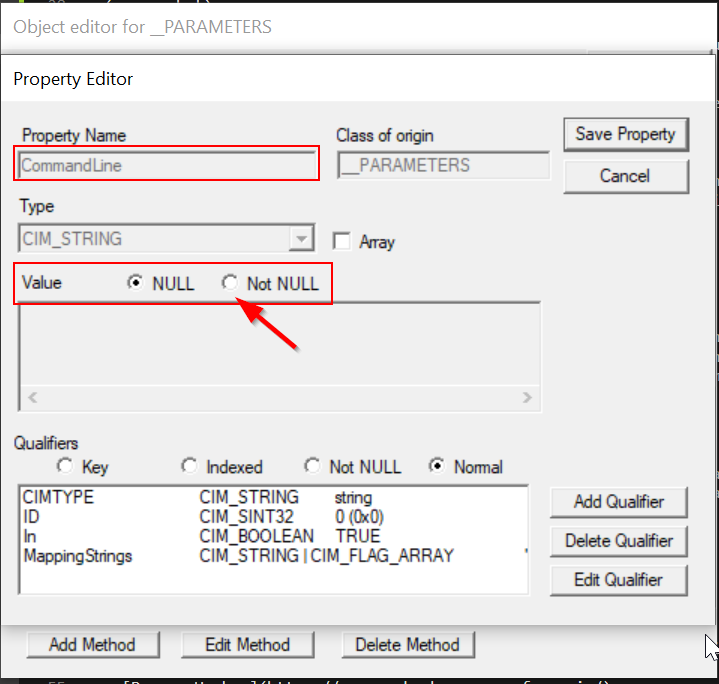 Object editor for __PARAMETERS
Property Editor
Property Name
Class of origin
Save Property
CommandLine
__PARAMETERS
Cancel
Type
CIM_STRING
Array
Value NULL Not NULL
Qualifiers
Key Indexed Not NULL Normal
CIMTYPE CIM_STRING string
ID CIM_SINT32 0 (0x0)
In CIM_BOOLEAN TRUE
MappingStrings CIM_STRING | CIM_FLAG_ARRAY
Add Qualifier
Delete Qualifier
Edit Qualifier
Add Method Edit Method Delete Method